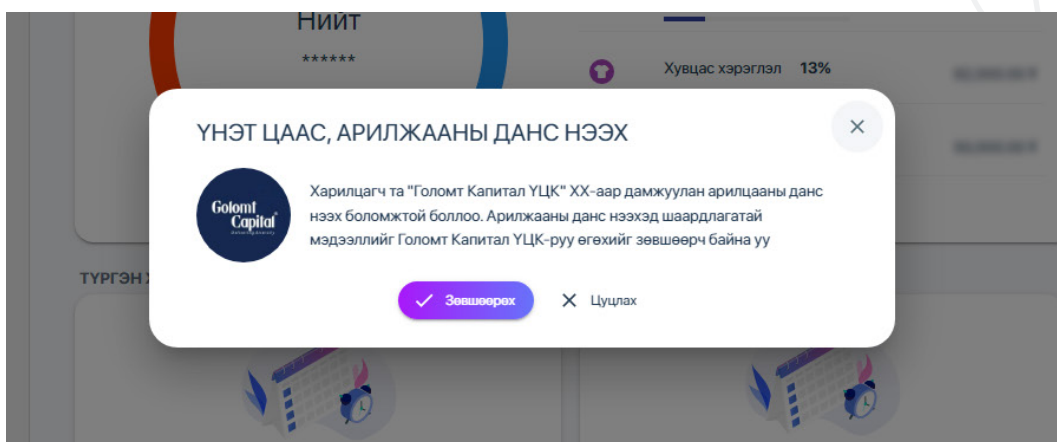 Нийт
******
Хувцас хэрэглэл 13%
ҮНЭТ ЦААС, АРИЛЖААНЫ ДАНС НЭЭХ
Golomt
Capital
Харилцагч та "Голомт Капитал ҮЦК" ХХ-аар дамжуулан арилцааны данс
нээх боломжтой боллоо. Арилжааны данс нээхэд шаардлагатай
мэдээллийг Голомт Капитал ҮЦК-руу өгөхийг зөвшөөрч байна уу
Зөвшөөрөх
Цуцлах
ТҮРГЭН